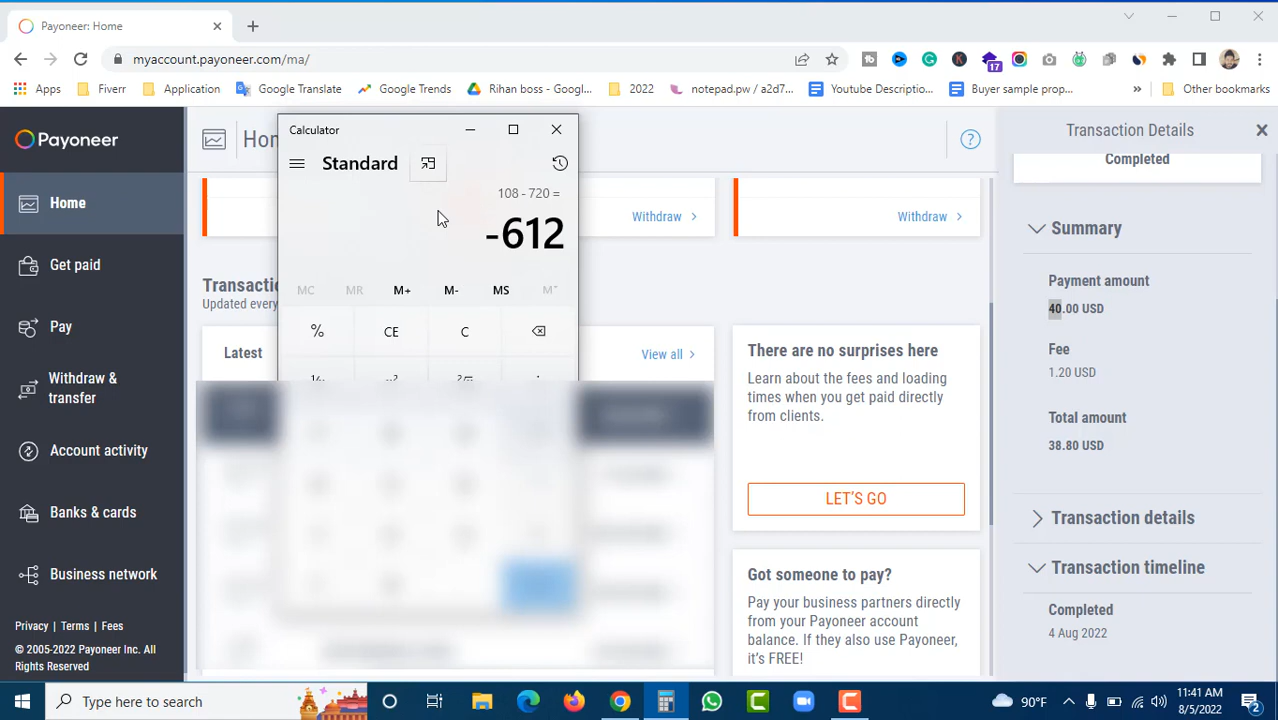 Payoneer: Home
myaccount.payoneer.com/ma/
17
Apps
Fiverr
Application
Google Translate
Google Trends
Rihan boss - Googl...
2022
notepad.pw / a2d7...
Youtube Descriptio...
Buyer sample prop...
»
Other bookmarks
Payoneer
Home
Get paid
Pay
Withdraw &
transfer
Account activity
Banks & cards
Business network
Privacy
Terms
Fees
© 2005-2022 Payoneer Inc. All
Rights Reserved
Hon
Withdraw
Withdraw
Transactio
Updated every
Latest
View all
Calculator
Standard
108 - 720 =
-612
MC
MR
M+
M-
MS
M˅
%
CE
C
There are no surprises here
Learn about the fees and loading
times when you get paid directly
from clients.
LET'S GO
Got someone to pay?
Pay your business partners directly
from your Payoneer account
balance. If they also use Payoneer,
it's FREE!
Transaction Details
Completed
Summary
Payment amount
40.00 USD
Fee
1.20 USD
Total amount
38.80 USD
Transaction details
Transaction timeline
Completed
4 Aug 2022
Type here to search
90°F
11:41 AM
8/5/2022
2